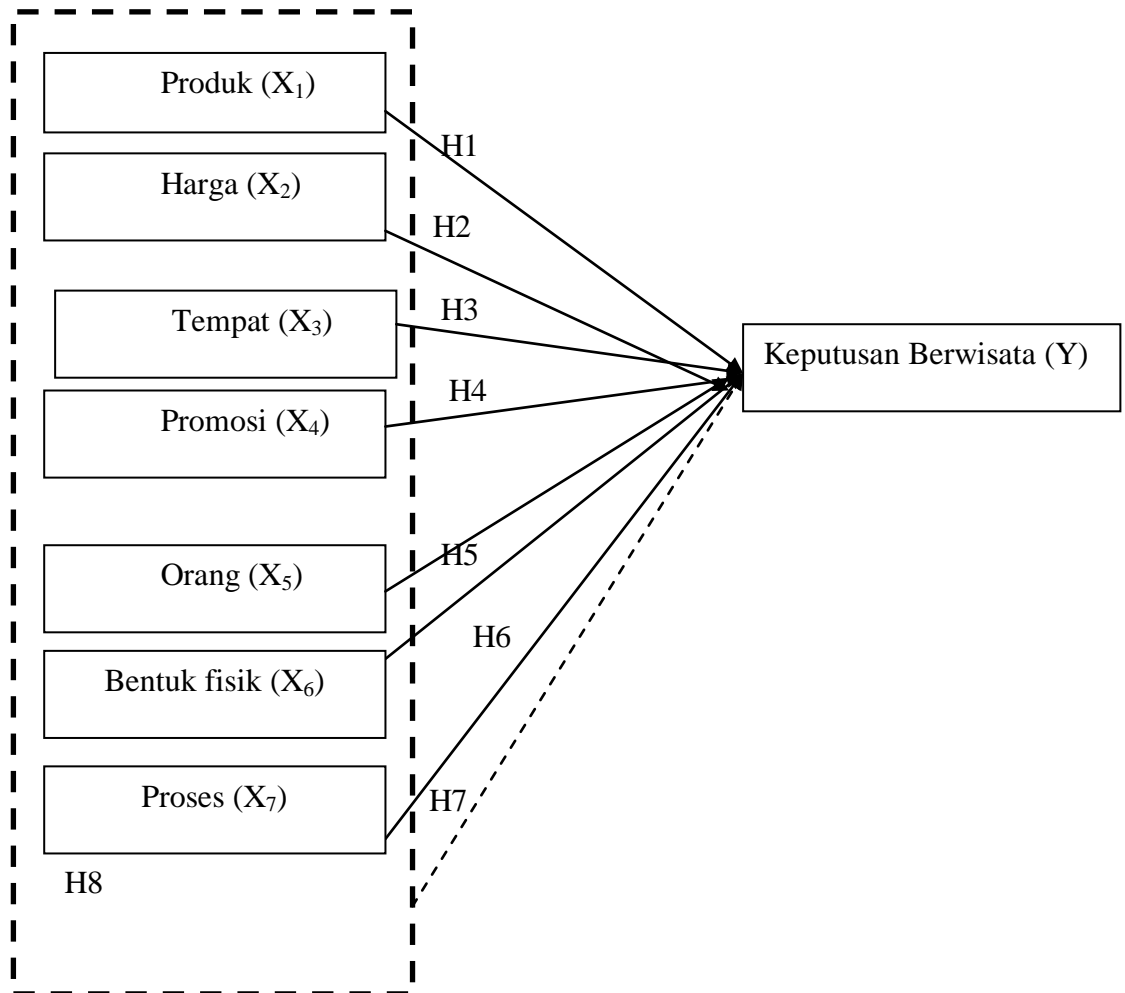 Produk (X₁)
H1
Harga (X₂)
H2
Tempat (X₃)
H3
Keputusan Berwisata (Y)
Promosi (X₄)
H4
Orang (X₅)
H5
Bentuk fisik (X₆)
H6
Proses (X₇)
H7
H8